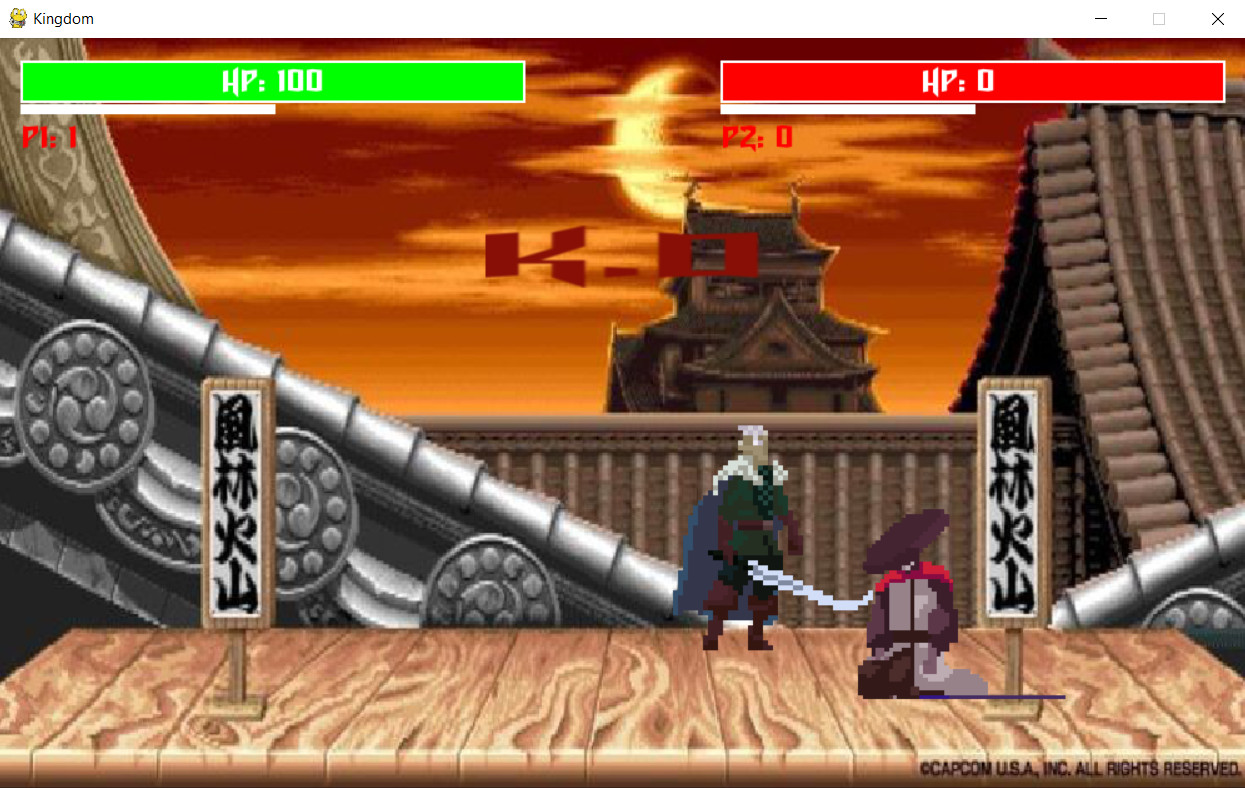 Kingdom
HP: 100
HP: 0
P1: 1
P2: 0
K.O
風林火山
風林火山
©CAPCOM U.S.A., INC. ALL RIGHTS RESERVED.